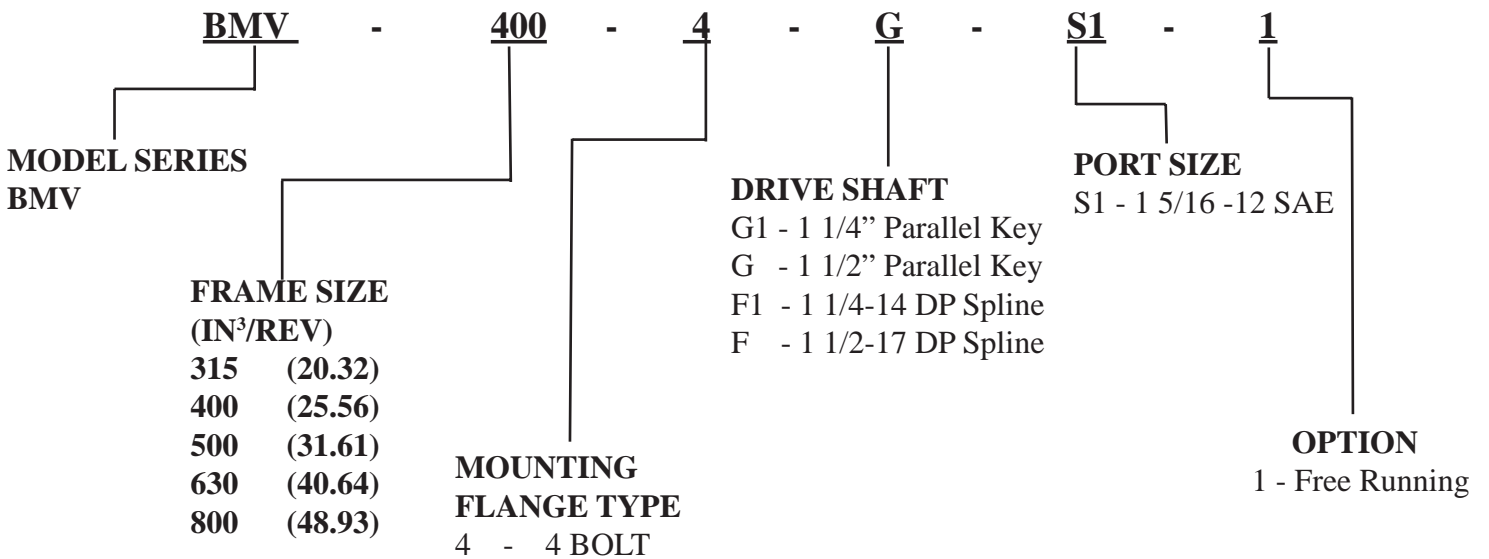 BMV - 400 - 4 - G - S1 - 1
MODEL SERIES
BMV
FRAME SIZE
(IN³/REV)
315 (20.32)
400 (25.56)
500 (31.61)
630 (40.64)
800 (48.93)
MOUNTING
FLANGE TYPE
4 - 4 BOLT
DRIVE SHAFT
G1 - 1 1/4” Parallel Key
G - 1 1/2” Parallel Key
F1 - 1 1/4-14 DP Spline
F - 1 1/2-17 DP Spline
PORT SIZE
S1 - 1 5/16 -12 SAE
OPTION
1 - Free Running